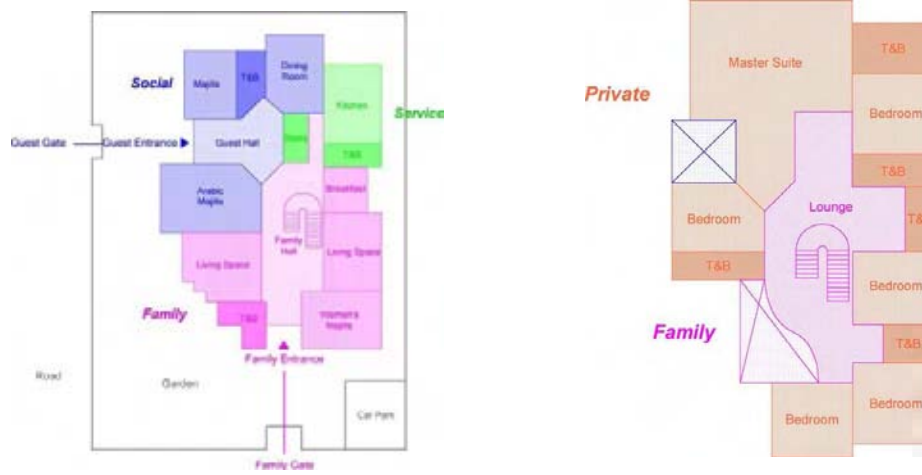 Social
Majlis
T&B
Dining
Room
Kitchen
Service
Guest Gate
Guest Entrance
Guest Hall
T&B
Breakfast
Arabic
Majlis
Family
Hall
Living Space
Living Space
Family
T&B
Women's
Majlis
Family Entrance
Road
Garden
Car Park
Family Gate
Private
Master Suite
T&B
Bedroom
T&B
Lounge
Bedroom
T&B
Bedroom
Family
T&B
Bedroom
Bedroom